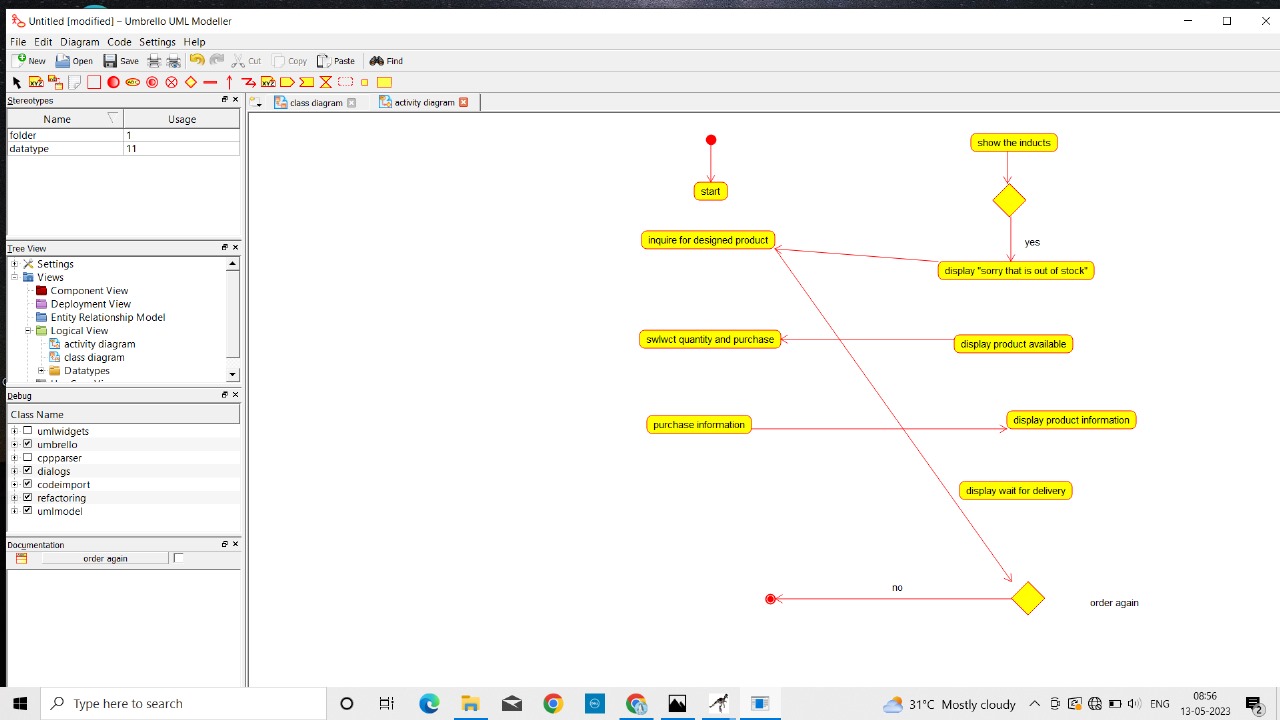 Untitled [modified] – Umbrello UML Modeller
File Edit Diagram Code Settings Help
New Open Save Cut Copy Paste Find
Stereotypes
class diagram activity diagram
Name Usage
folder 1
datatype 11
show the inducts
start
inquire for designed product
yes
display "sorry that is out of stock"
swlwct quantity and purchase
display product available
purchase information
display product information
display wait for delivery
no
order again
Tree View
Settings
Views
Component View
Deployment View
Entity Relationship Model
Logical View
activity diagram
class diagram
Datatypes
Debug
Class Name
umlwidgets
umbrello
cppparser
dialogs
codeimport
refactoring
umlmodel
Documentation
order again
Type here to search
31°C Mostly cloudy
ENG
08:56
13-05-2023
2